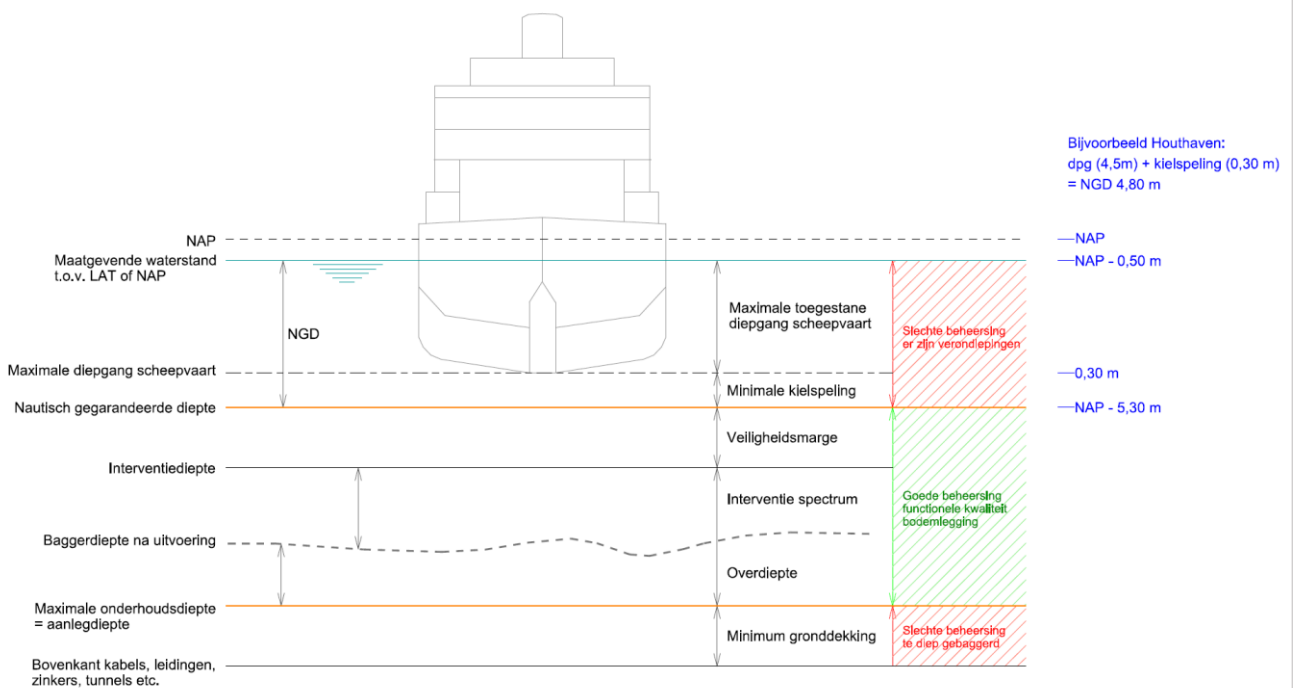 Bijvoorbeeld Houthaven:
dpg (4,5m) + kielspeling (0,30 m)
= NGD 4,80 m
NAP
NAP
Maatgevende waterstand
t.o.v. LAT of NAP
NAP - 0,50 m
Maximale toegestane
diepgang scheepvaart
NGD
Slechte beheersing
er zijn verondiepingen
Maximale diepgang scheepvaart
0,30 m
Minimale kielspeling
Nautisch gegarandeerde diepte
NAP - 5,30 m
Veiligheidsmarge
Interventiediepte
Interventie spectrum
Goede beheersing
functionele kwaliteit
bodemlegging
Baggerdiepte na uitvoering
Overdiepte
Maximale onderhoudsdiepte
= aanlegdiepte
Minimum gronddekking
Slechte beheersing
te diep gebaggerd
Bovenkant kabels, leidingen,
zinkers, tunnels etc.